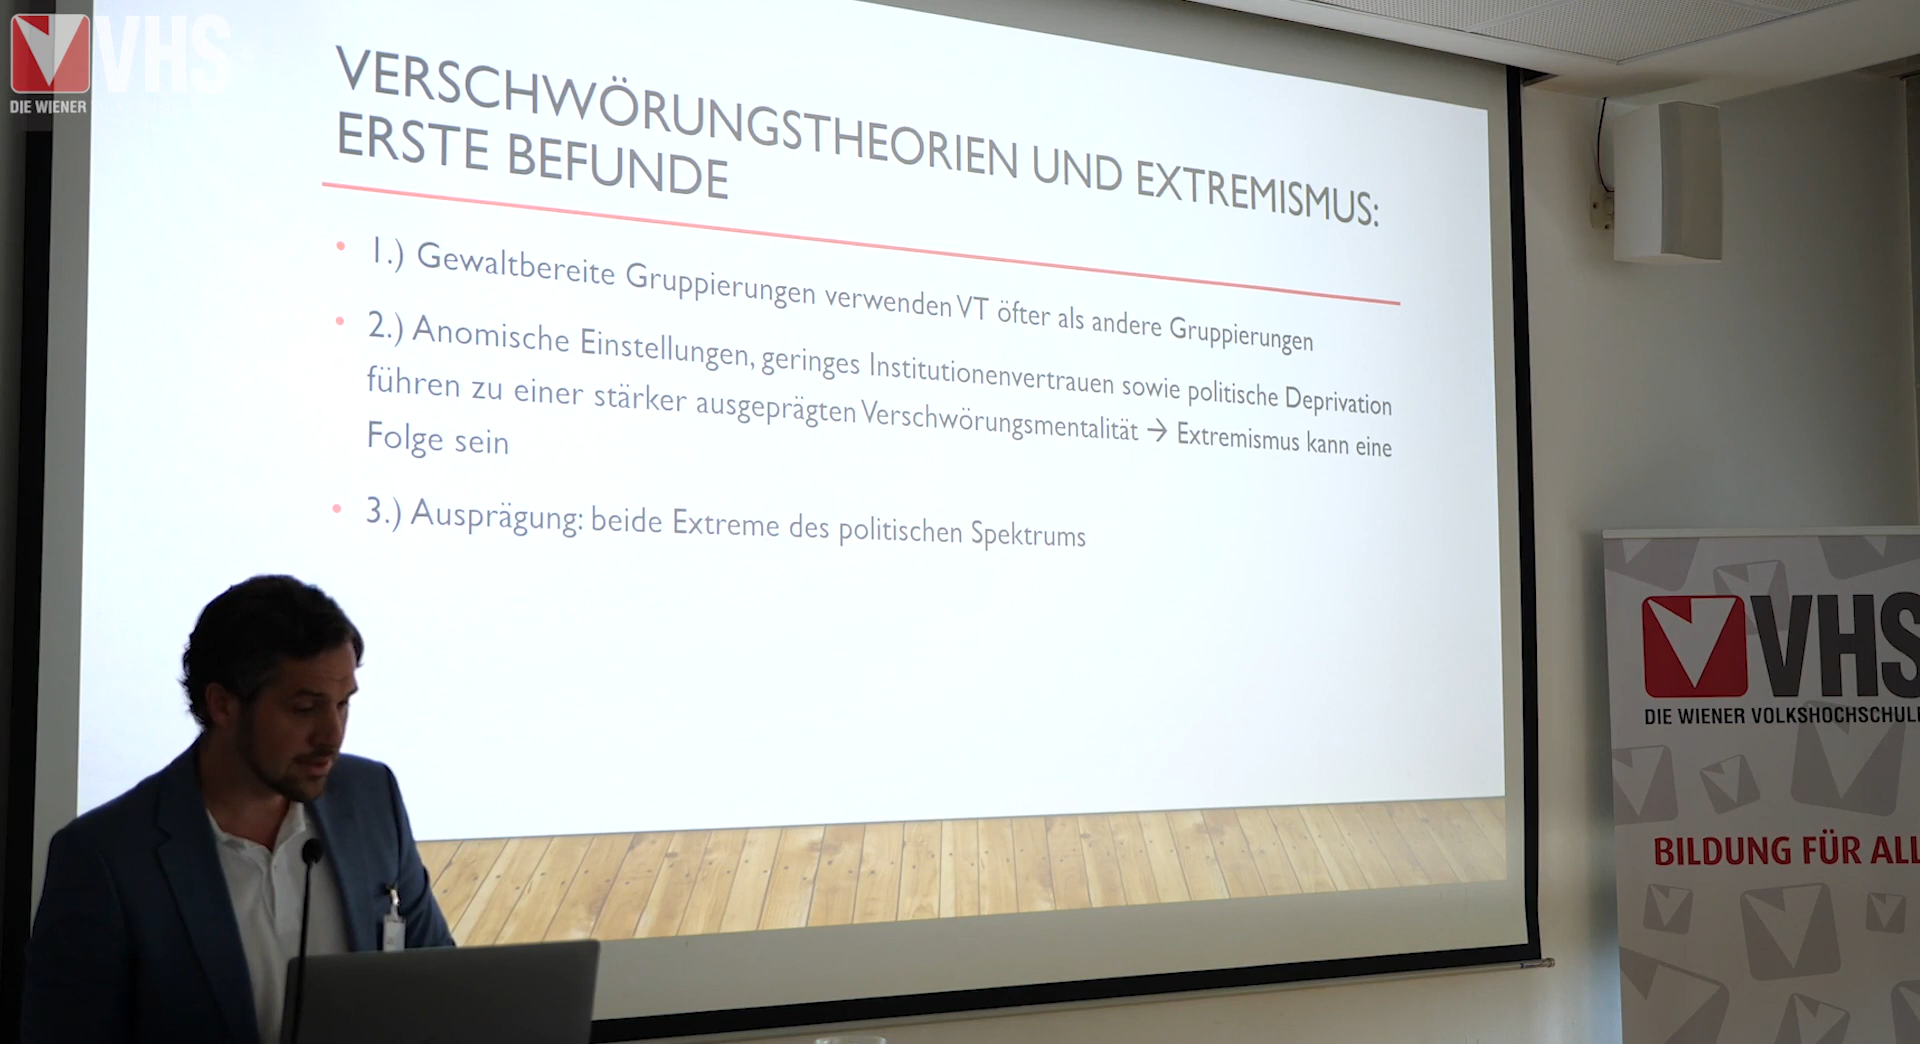 VHS
DIE WIENER
VERSCHWÖRUNGSTHEORIEN UND EXTREMISMUS:
ERSTE BEFUNDE
• 1.) Gewaltbereite Gruppierungen verwenden VT öfter als andere Gruppierungen
• 2.) Anomische Einstellungen, geringes Institutionenvertrauen sowie politische Deprivation
führen zu einer stärker ausgeprägten Verschwörungsmentalität → Extremismus kann eine
Folge sein
• 3.) Ausprägung: beide Extreme des politischen Spektrums
VHS
DIE WIENER VOLKSHOCHSCHULE
BILDUNG FÜR ALL